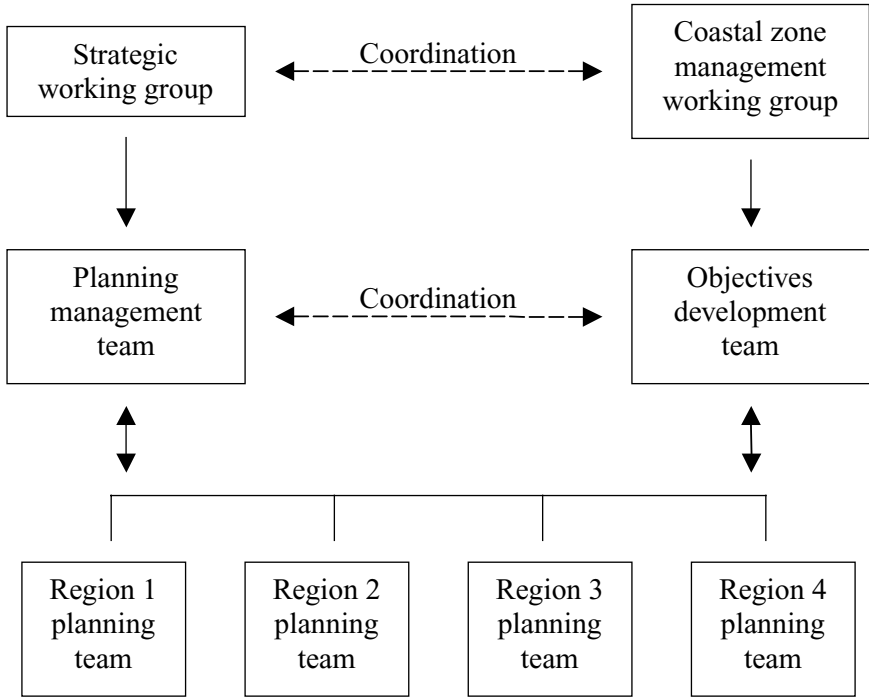 Strategic
working group
Coordination
Coastal zone
management
working group
Planning
management
team
Coordination
Objectives
development
team
Region 1
planning
team
Region 2
planning
team
Region 3
planning
team
Region 4
planning
team